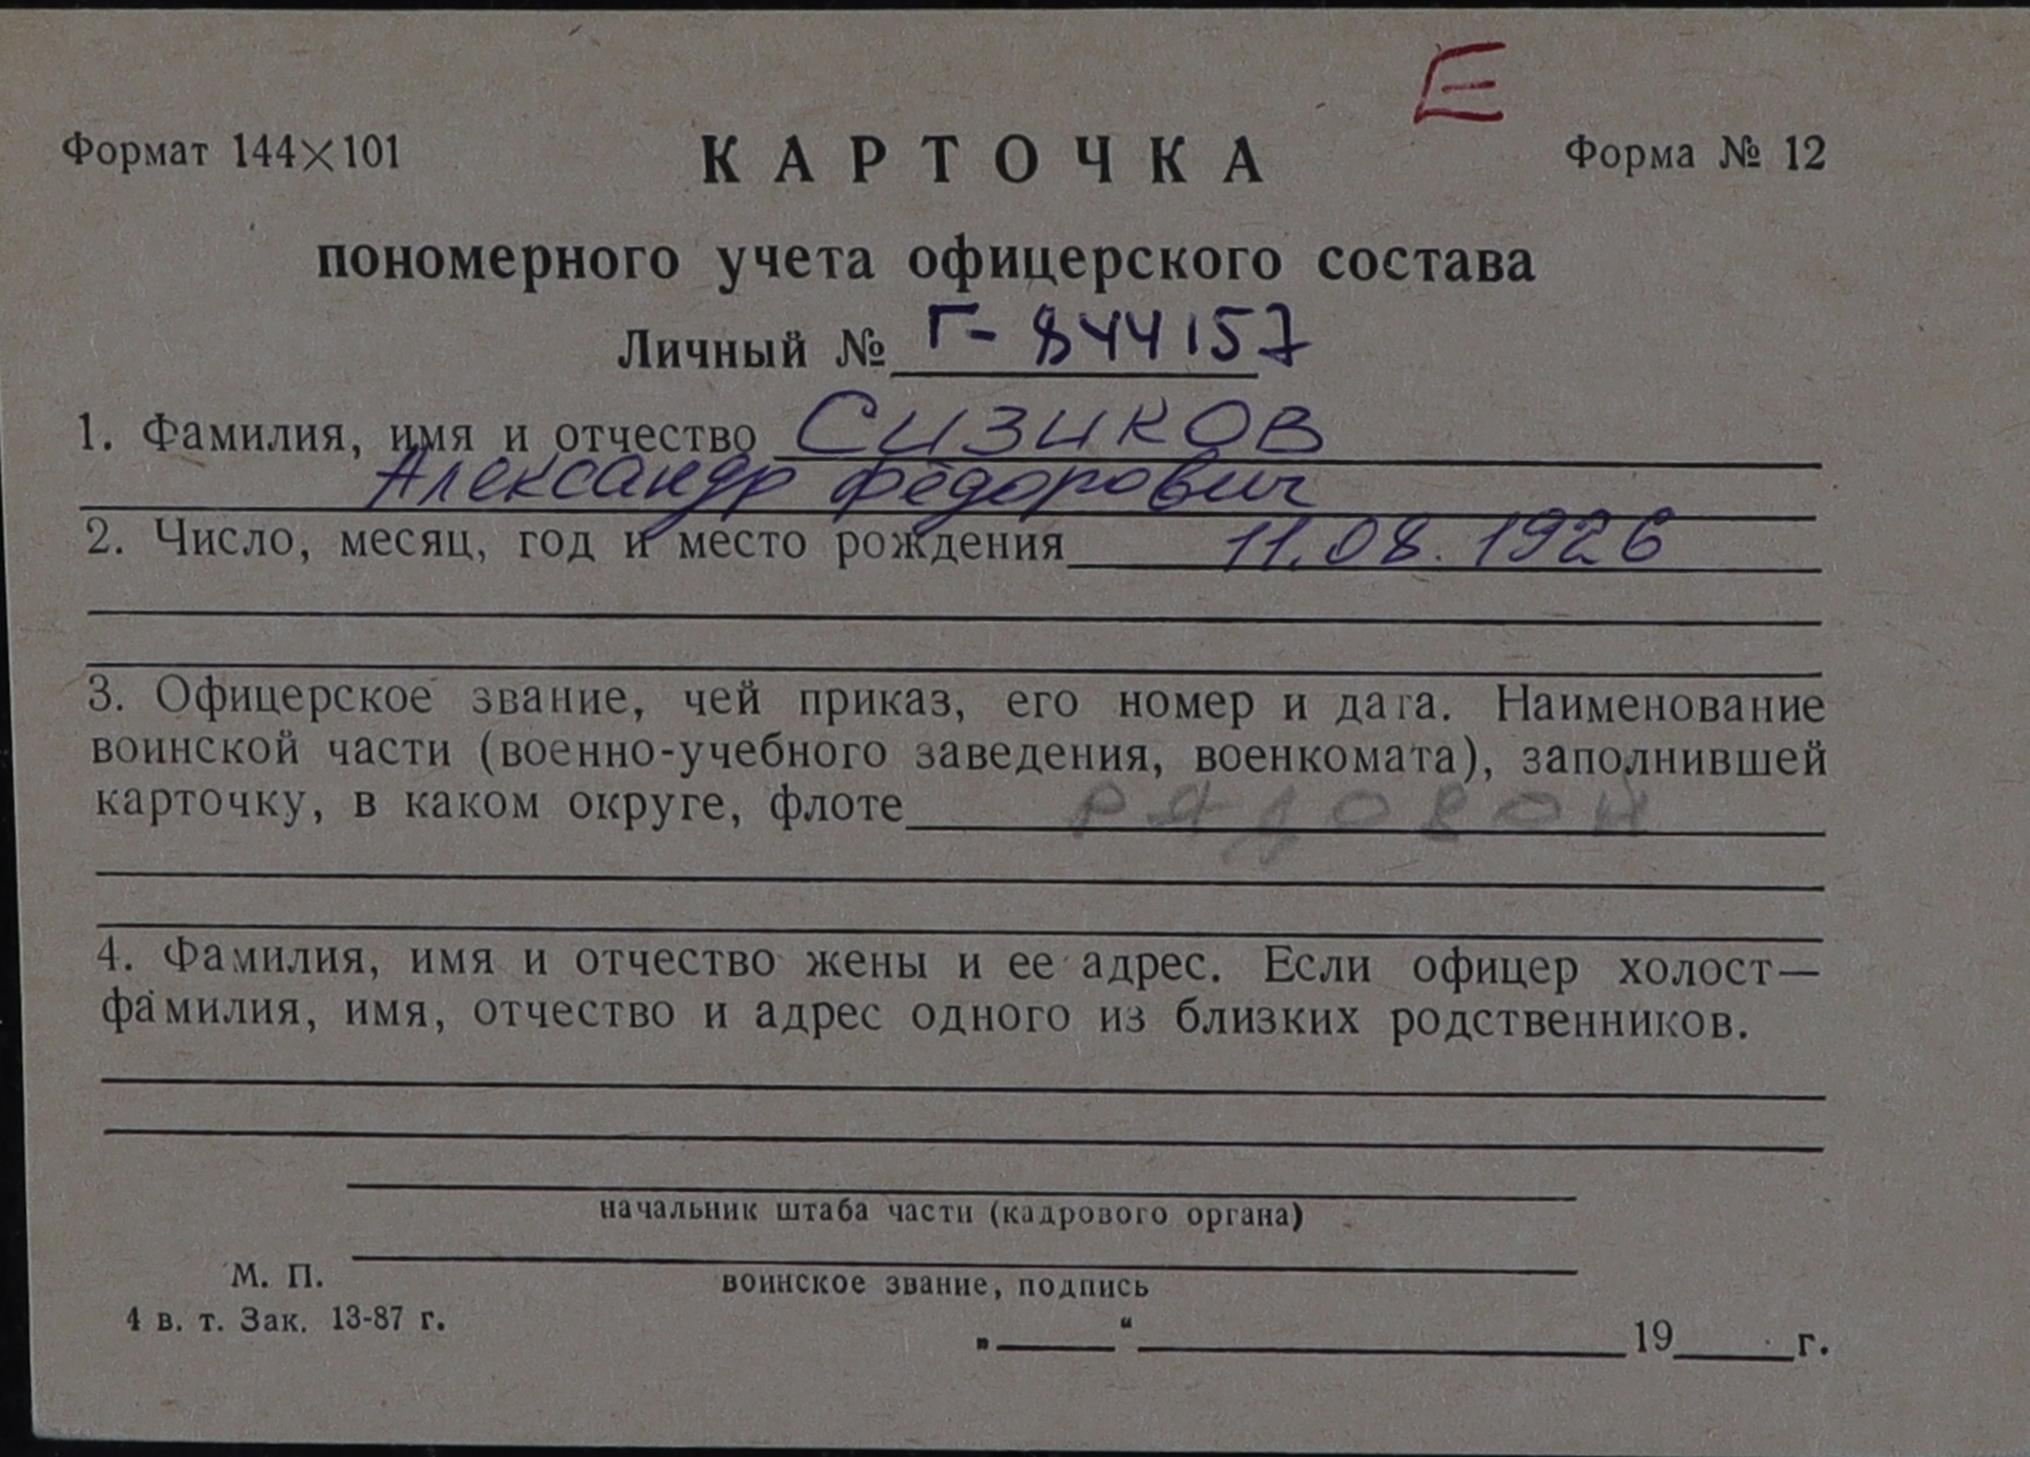 Е
Формат 144×101 КАРТОЧКА Форма № 12
пономерного учета офицерского состава
Личный № Г-844157
1. Фамилия, имя и отчество Сизиков
Александр Фёдорович
2. Число, месяц, год и место рождения 11.08.1926
3. Офицерское звание, чей приказ, его номер и дата. Наименование
воинской части (военно-учебного заведения, военкомата), заполнившей
карточку, в каком округе, флоте рядовой
4. Фамилия, имя и отчество жены и ее адрес. Если офицер холост—
фамилия, имя, отчество и адрес одного из близких родственников.
начальник штаба части (кадрового органа)
М. П.
воинское звание, подпись
4 в. т. Зак. 13-87 г.
„ “ 19 г.